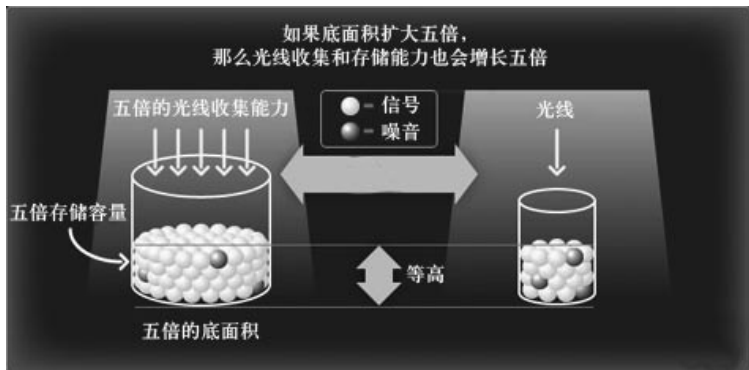 如果底面积扩大五倍，
那么光线收集和存储能力也会增长五倍
五倍的光线收集能力
- 信号
- 噪音
光线
五倍存储容量
等高
五倍的底面积